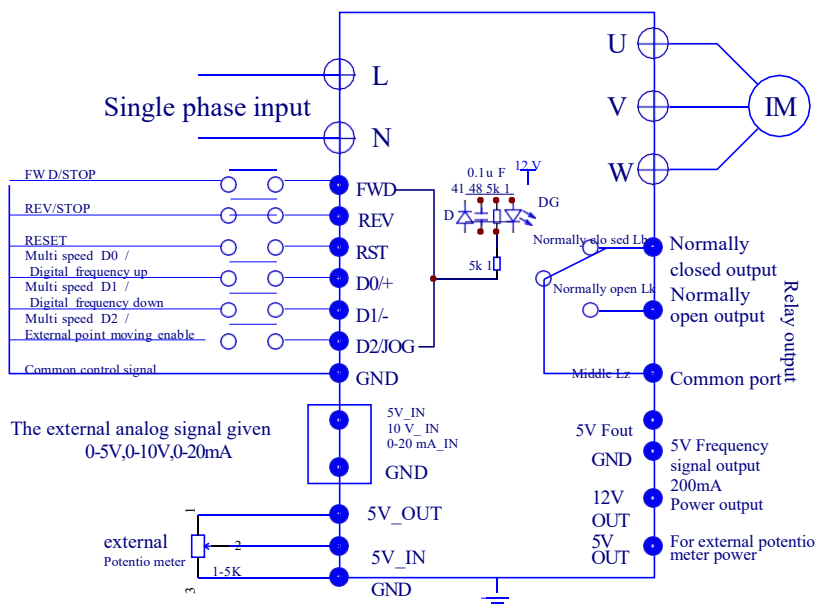 U
L
Single phase input
V
IM
N
W
FW D/STOP
FWD
0.1u F
12 V
41 48 5k 1
D
DG
REV/STOP
REV
RESET
RST
Normally clo sed Lb
Normally
closed output
Multi speed D0 /
Digital frequency up
D0/+
5k 1
Multi speed D1 /
Digital frequency down
D1/-
Normally open Lk
Normally
open output
Multi speed D2 /
External point moving enable
D2/JOG
Relay output
Common control signal
GND
Middle Lz
Common port
The external analog signal given
0-5V,0-10V,0-20mA
5V_IN
10 V_ IN
0-20 mA_IN
GND
5V Fout
GND
5V Frequency
signal output
200mA
12V
OUT
Power output
1
5V_OUT
external
Potentio meter
2
5V_IN
5V
OUT
For external potentio
meter power
1-5K
3
GND